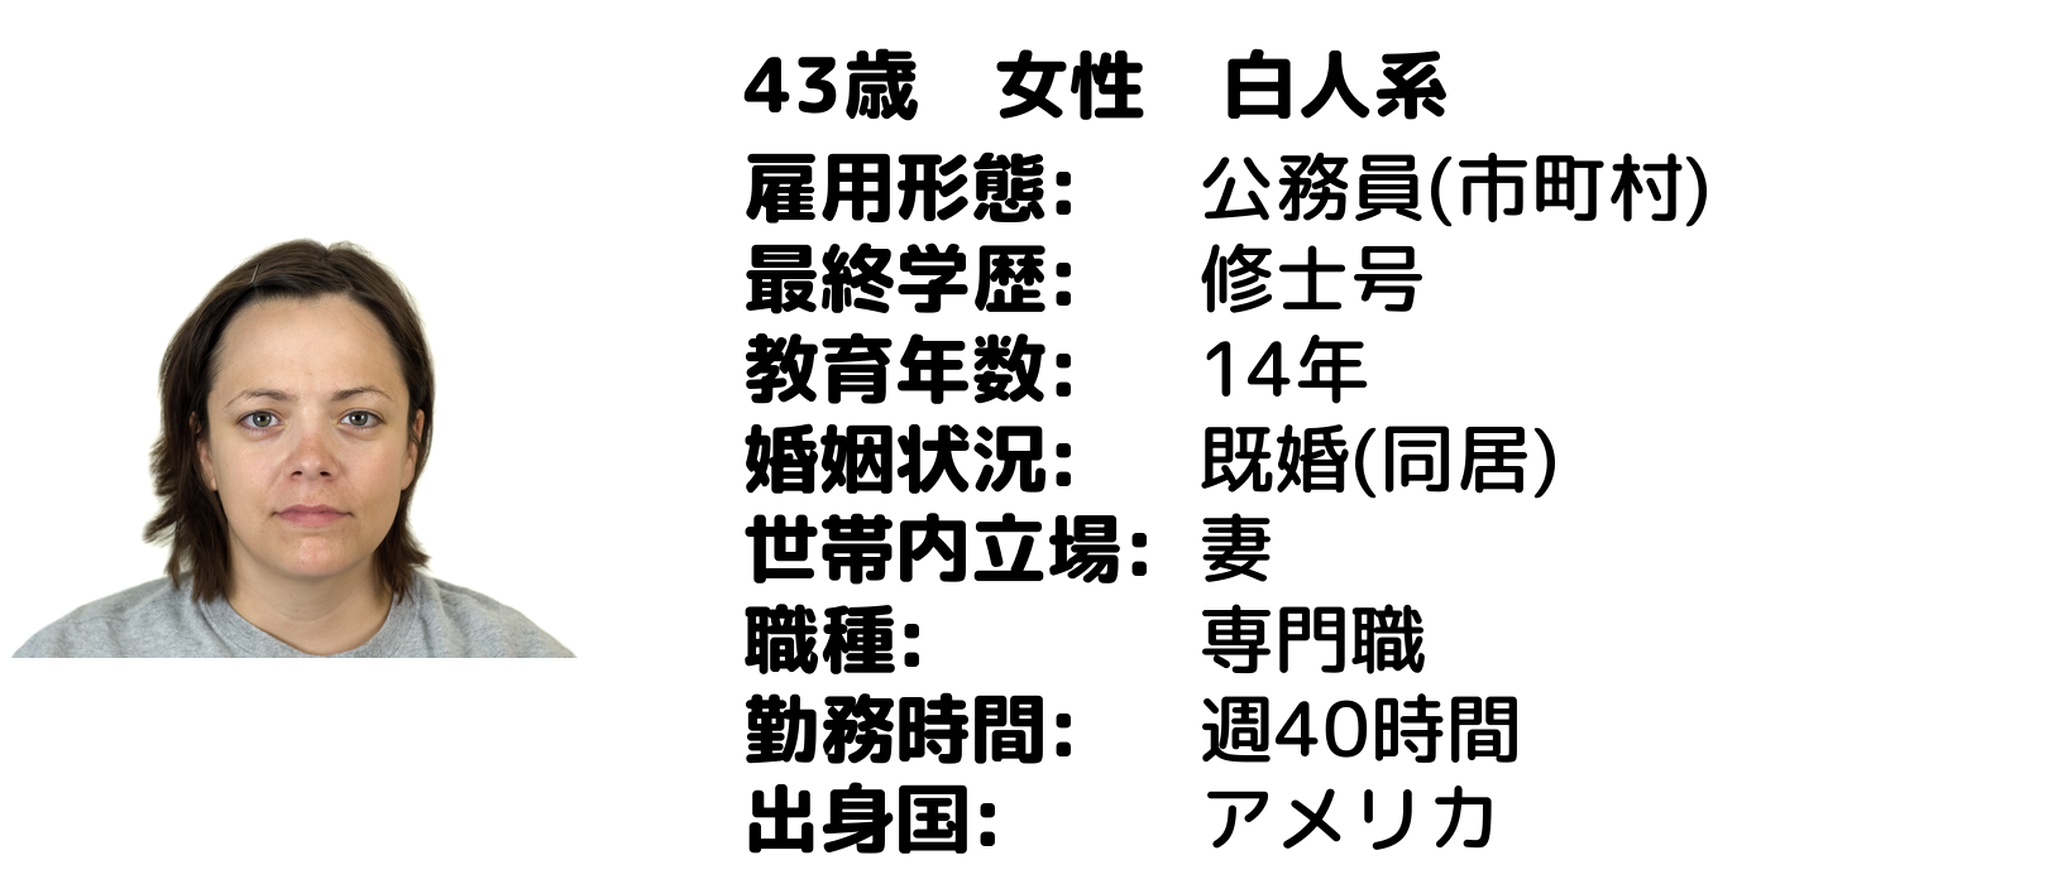 43歳　女性　白人系
雇用形態: 公務員(市町村)
最終学歴: 修士号
教育年数: 14年
婚姻状況: 既婚(同居)
世帯内立場: 妻
職種: 専門職
勤務時間: 週40時間
出身国: アメリカ